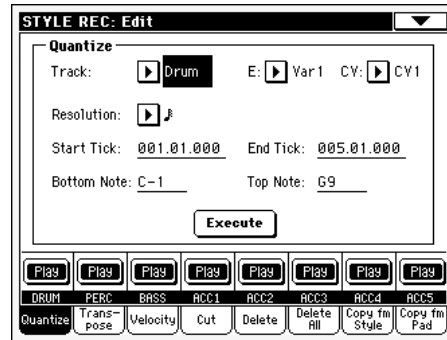 STYLE REC: Edit
Quantize
Track: Drum E: Var1 CV: CV1
Resolution:
Start Tick: 001.01.000 End Tick: 005.01.000
Bottom Note: C-1 Top Note: G9
Execute
Play Play Play Play Play Play Play Play
DRUM PERC BASS ACC1 ACC2 ACC3 ACC4 ACC5
Quantize Trans-pose Velocity Cut Delete Delete All Copy fm Style Copy fm Pad